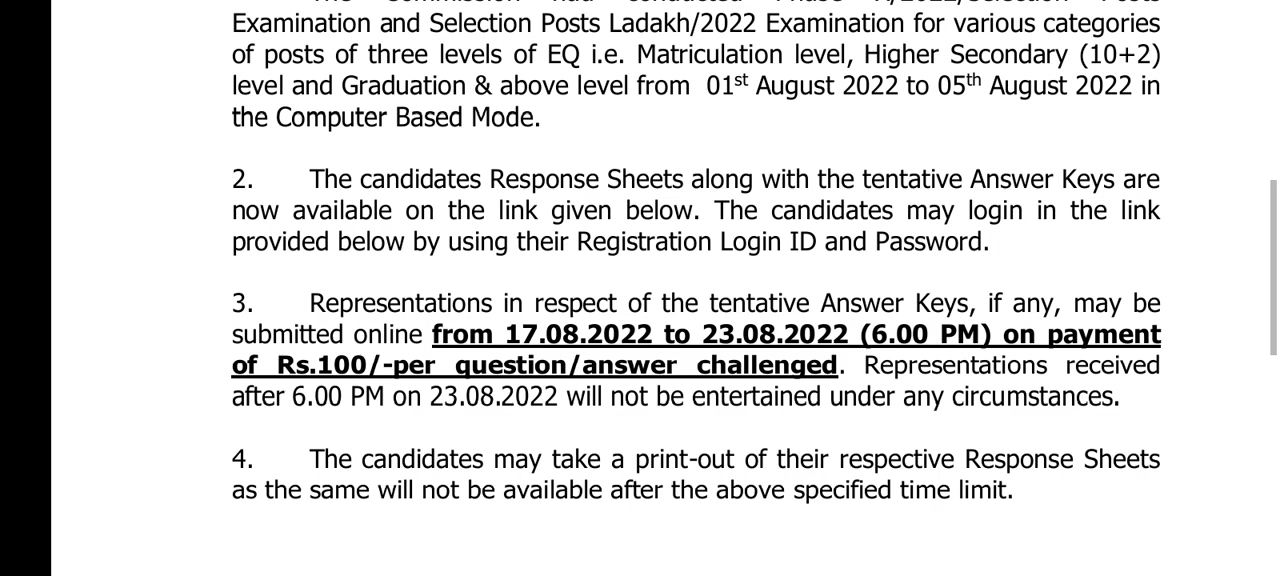 Examination and Selection Posts Ladakh/2022 Examination for various categories
of posts of three levels of EQ i.e. Matriculation level, Higher Secondary (10+2)
level and Graduation & above level from 01st August 2022 to 05th August 2022 in
the Computer Based Mode.
2. The candidates Response Sheets along with the tentative Answer Keys are
now available on the link given below. The candidates may login in the link
provided below by using their Registration Login ID and Password.
3. Representations in respect of the tentative Answer Keys, if any, may be
submitted online from 17.08.2022 to 23.08.2022 (6.00 PM) on payment
of Rs.100/-per question/answer challenged. Representations received
after 6.00 PM on 23.08.2022 will not be entertained under any circumstances.
4. The candidates may take a print-out of their respective Response Sheets
as the same will not be available after the above specified time limit.